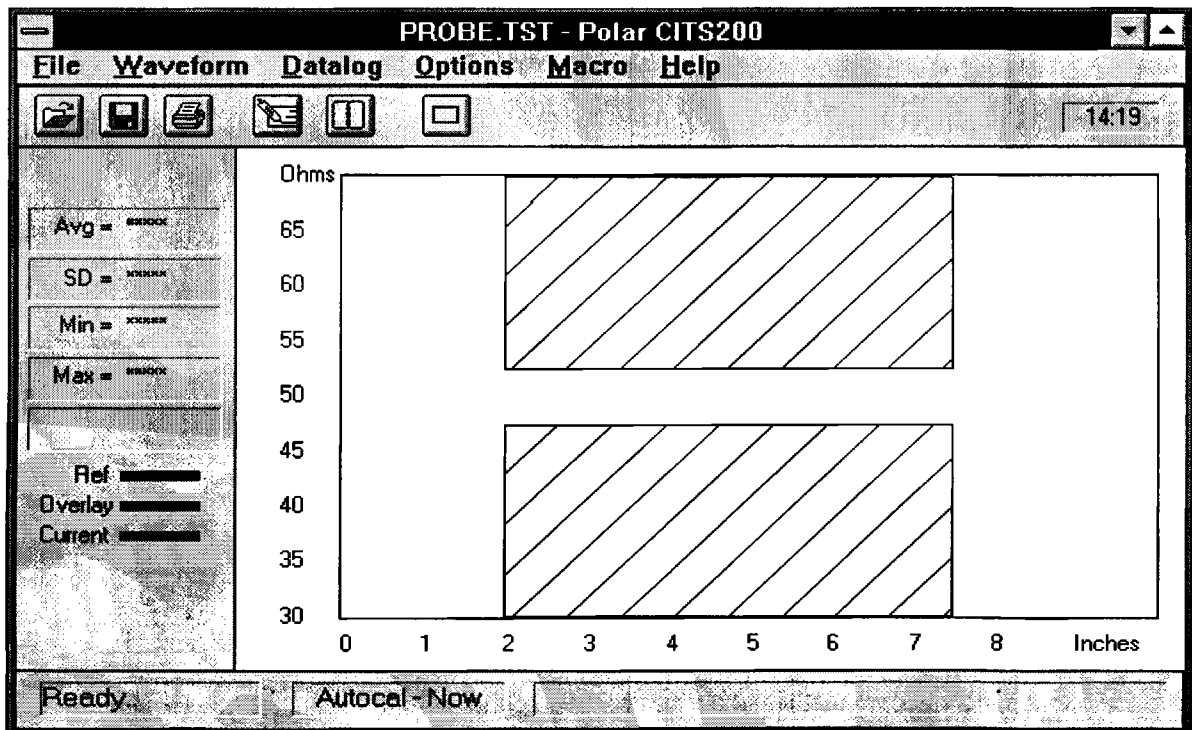 PROBE.TST - Polar CITS200
File Waveform Datalog Options Macro Help
14:19
Avg = *****
SD = *****
Min = *****
Max = *****
Ref
Overlay
Current
Ohms
65
60
55
50
45
40
35
30
0 1 2 3 4 5 6 7 8 Inches
Ready.. Autocal - Now